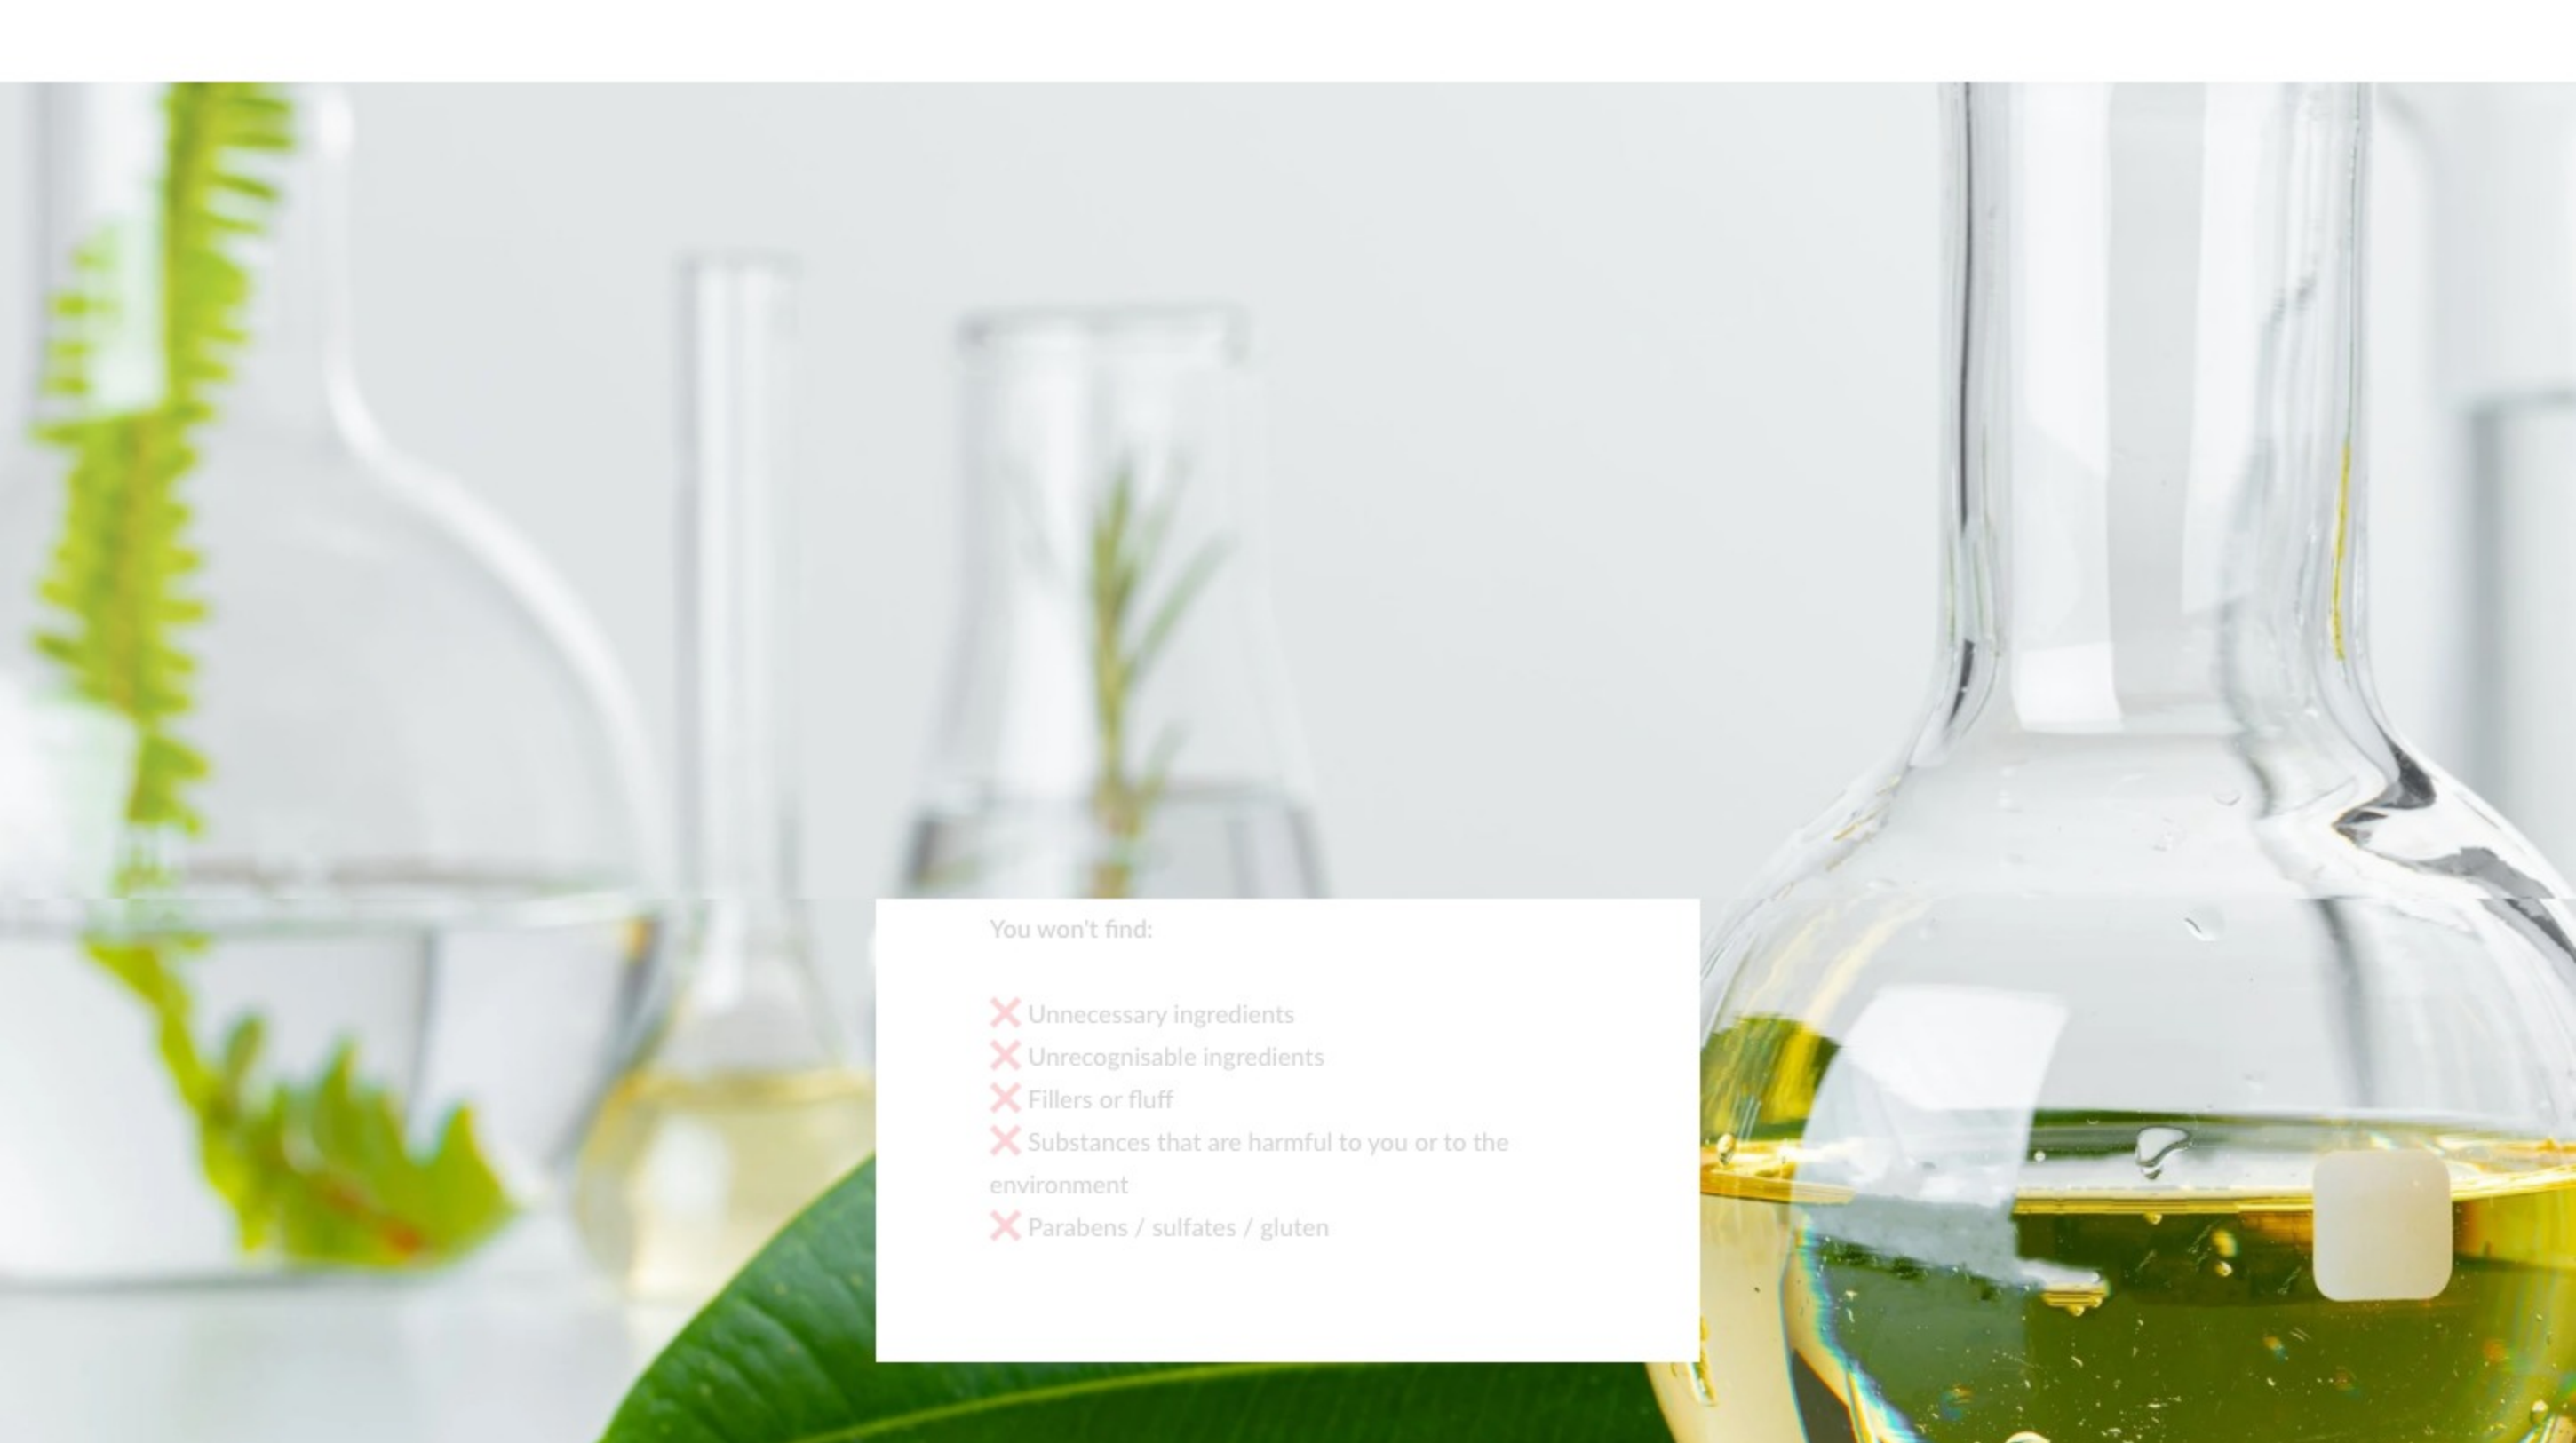 You won't find:
❌ Unnecessary ingredients
❌ Unrecognisable ingredients
❌ Fillers or fluff
❌ Substances that are harmful to you or to the
environment
❌ Parabens / sulfates / gluten